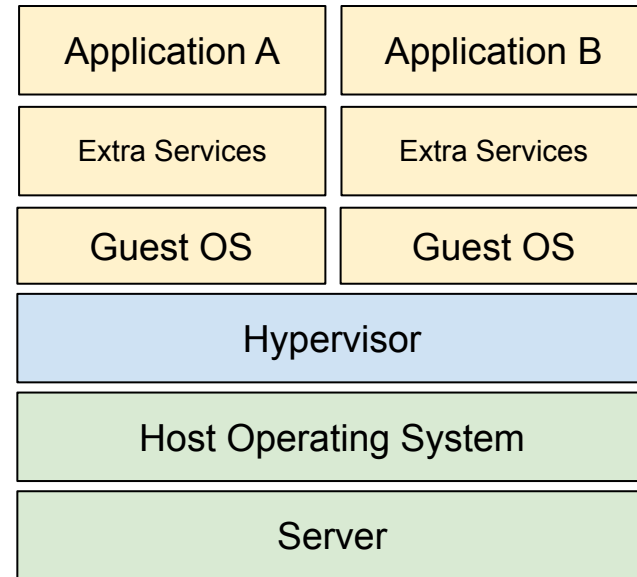 Application A
Application B
Extra Services
Extra Services
Guest OS
Guest OS
Hypervisor
Host Operating System
Server